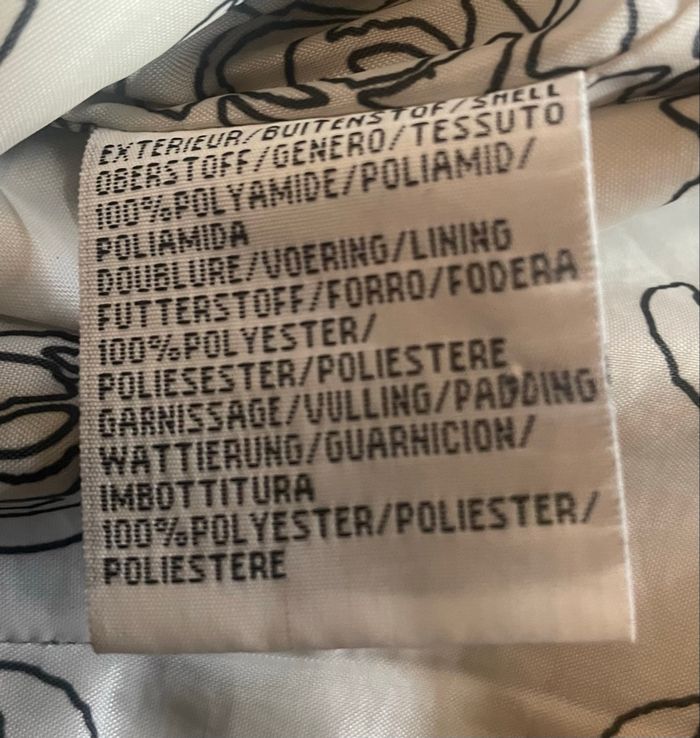 EXTERIEUR/BUITENSTOF/SHELL
OBERSTOFF/GENERO/TESSUTO
100%POLYAMIDE/POLIAMID/
POLIAMIDA
DOUBLURE/VOERING/LINING
FUTTERSTOFF/FORRO/FODERA
100%POLYESTER/
POLIESESTER/POLIESTERE
GARNISSAGE/VULLING/PADDING
WATTIERUNG/GUARNICION/
IMBOTTITURA
100%POLYESTER/POLIESTER/
POLIESTERE